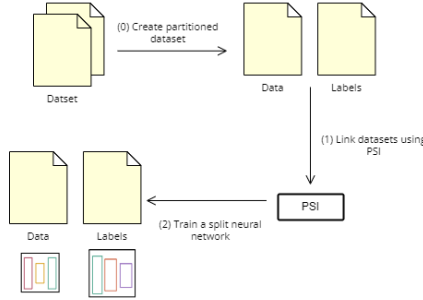 (0) Create partitioned
dataset
Datset
Data
Labels
(1) Link datasets using
PSI
PSI
(2) Train a split neural
network
Data
Labels